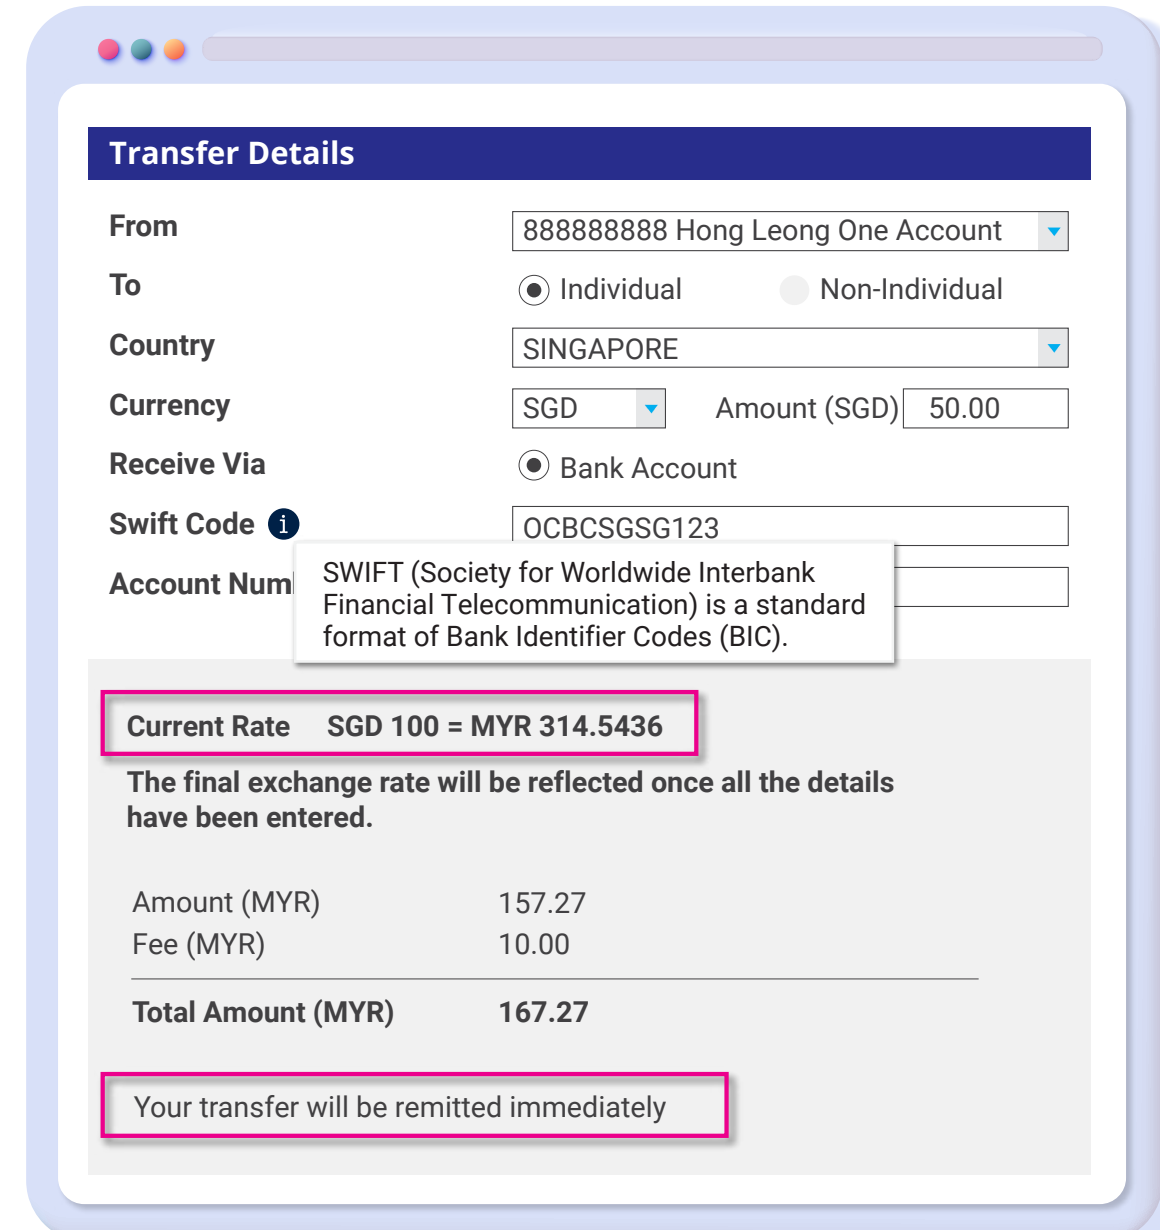 Transfer Details
From 888888888 Hong Leong One Account
To Individual Non-Individual
Country SINGAPORE
Currency SGD Amount (SGD) 50.00
Receive Via Bank Account
Swift Code i OCBCSGSG123
Account Num
SWIFT (Society for Worldwide Interbank
Financial Telecommunication) is a standard
format of Bank Identifier Codes (BIC).
Current Rate SGD 100 = MYR 314.5436
The final exchange rate will be reflected once all the details
have been entered.
Amount (MYR) 157.27
Fee (MYR) 10.00
Total Amount (MYR) 167.27
Your transfer will be remitted immediately